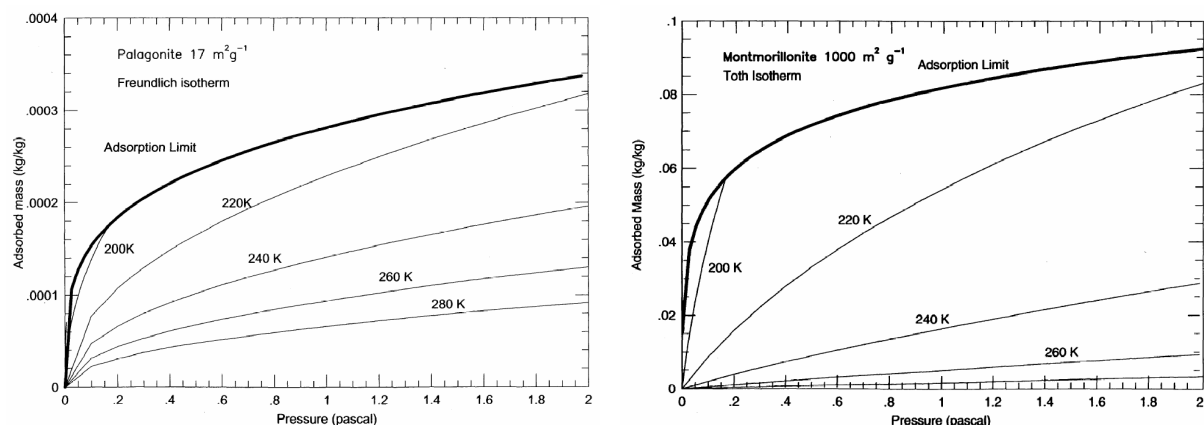 .0004
.0003
.0002
.0001
0
Adsorbed mass (kg/kg)
Palagonite 17 m²g⁻¹
Freundlich isotherm
Adsorption Limit
200K
220K
240 K
260 K
280 K
0 .2 .4 .6 .8 1 1.2 1.4 1.6 1.8 2
Pressure (pascal)
.1
.08
.06
.04
.02
0
Adsorbed Mass (kg/kg)
Montmorillonite 1000 m² g⁻¹
Toth Isotherm
Adsorption Limit
200 K
220 K
240 K
260 K
0 .2 .4 .6 .8 1 1.2 1.4 1.6 1.8 2
Pressure (pascal)